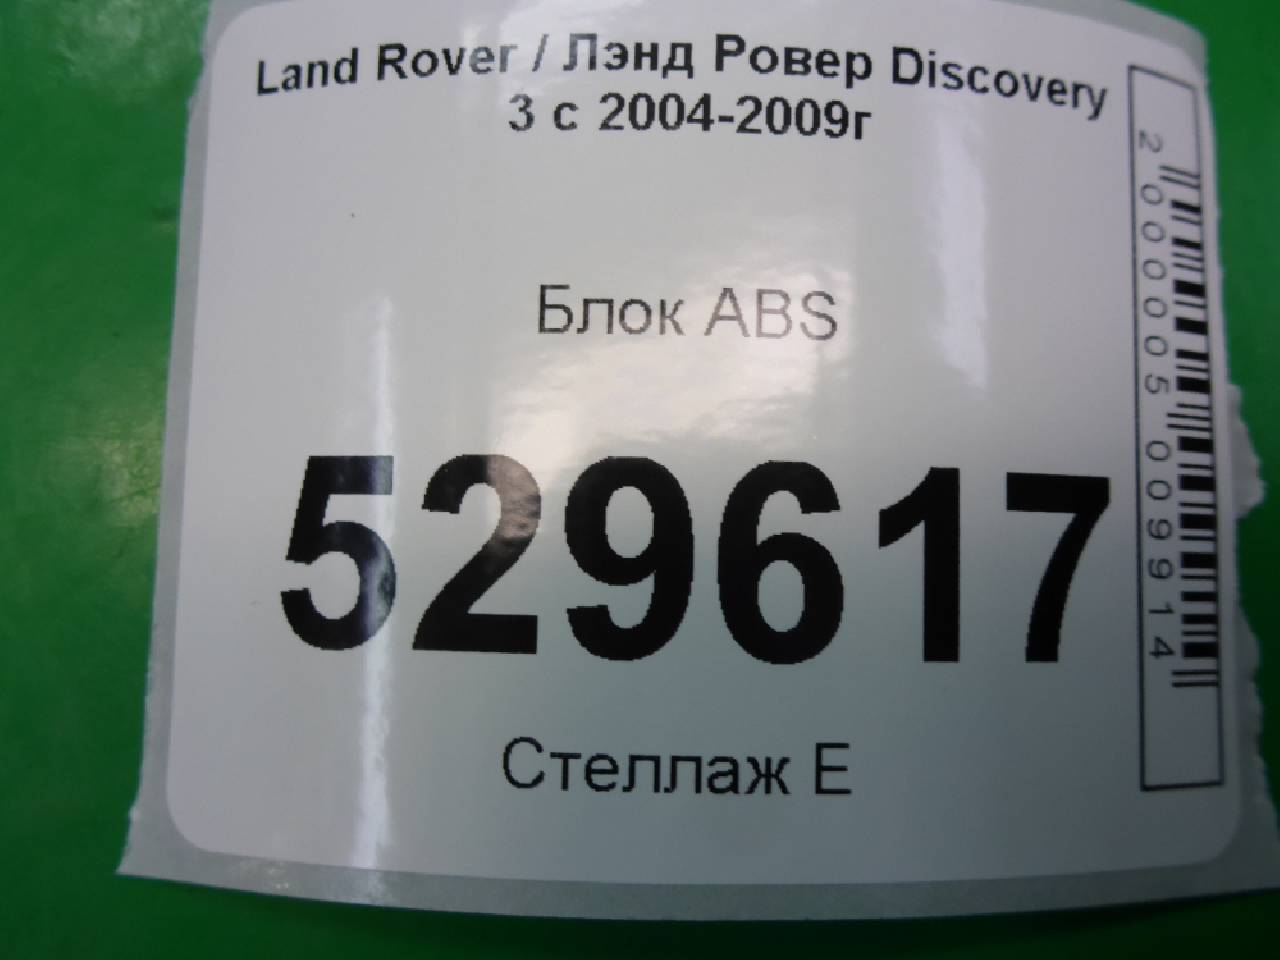 Land Rover / Лэнд Ровер Discovery
3 с 2004-2009г
Блок ABS
529617
Стеллаж Е
2000005009914